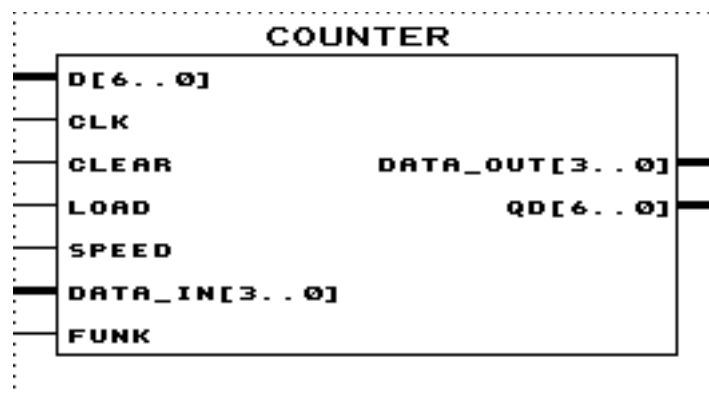 COUNTER
D[6..0]
CLK
CLEAR
DATA_OUT[3..0]
LOAD
QD[6..0]
SPEED
DATA_IN[3..0]
FUNK